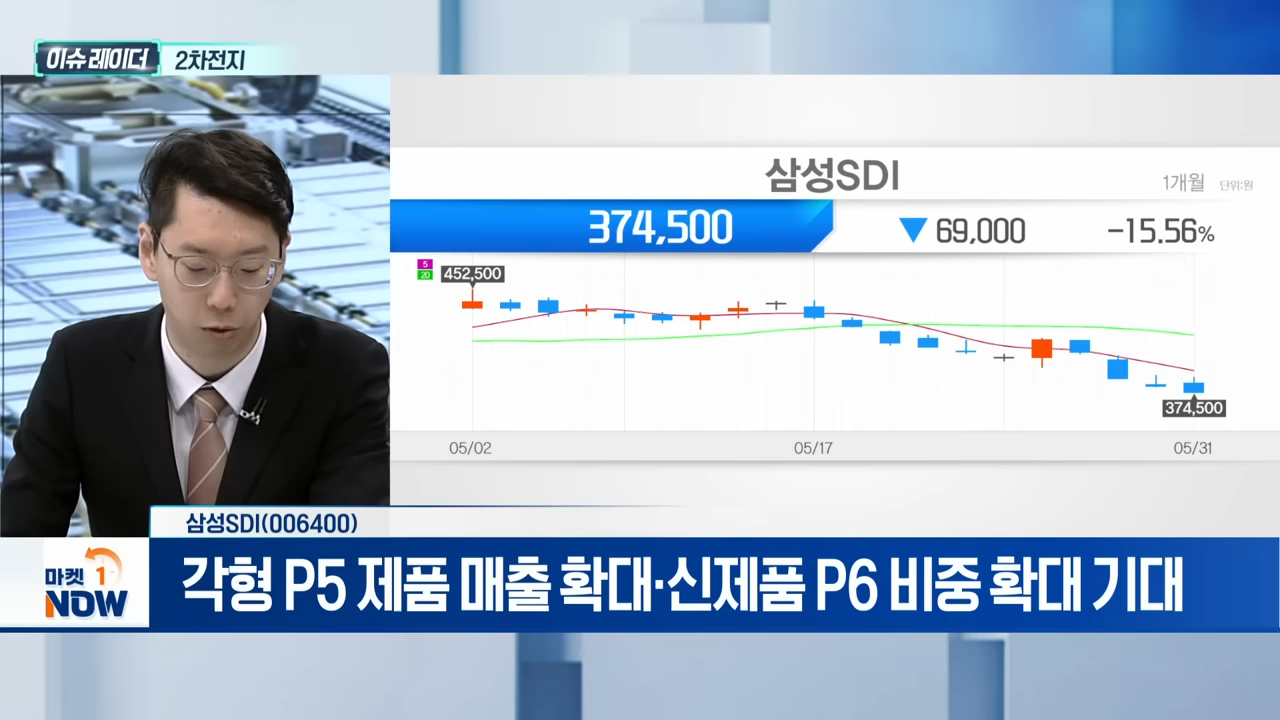 이슈 레이더 2차전지
삼성SDI
1개월 단위:원
374,500 ▼ 69,000 -15.56%
5
20
452,500
374,500
05/02 05/17 05/31
삼성SDI(006400)
마켓 1
NOW
각형 P5 제품 매출 확대·신제품 P6 비중 확대 기대